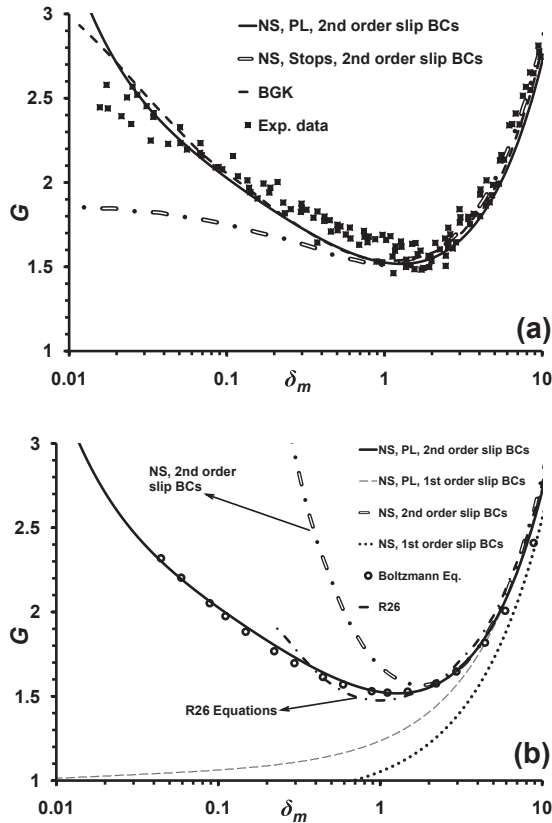 3
NS, PL, 2nd order slip BCs
NS, Stops, 2nd order slip BCs
2.5
BGK
Exp. data
G
2
1.5
(a)
1
0.01
0.1
1
10
δm
3
NS, PL, 2nd order slip BCs
NS, 2nd order
slip BCs
NS, PL, 1st order slip BCs
2.5
NS, 2nd order slip BCs
NS, 1st order slip BCs
Boltzmann Eq.
G
2
R26
1.5
R26 Equations
(b)
1
0.01
0.1
1
10
δm